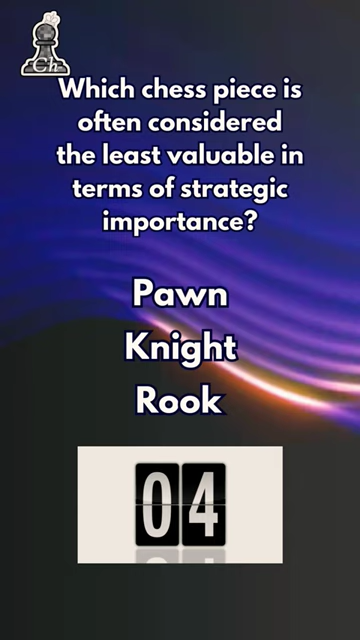 Ch
Which chess piece is
often considered
the least valuable in
terms of strategic
importance?
Pawn
Knight
Rook
04